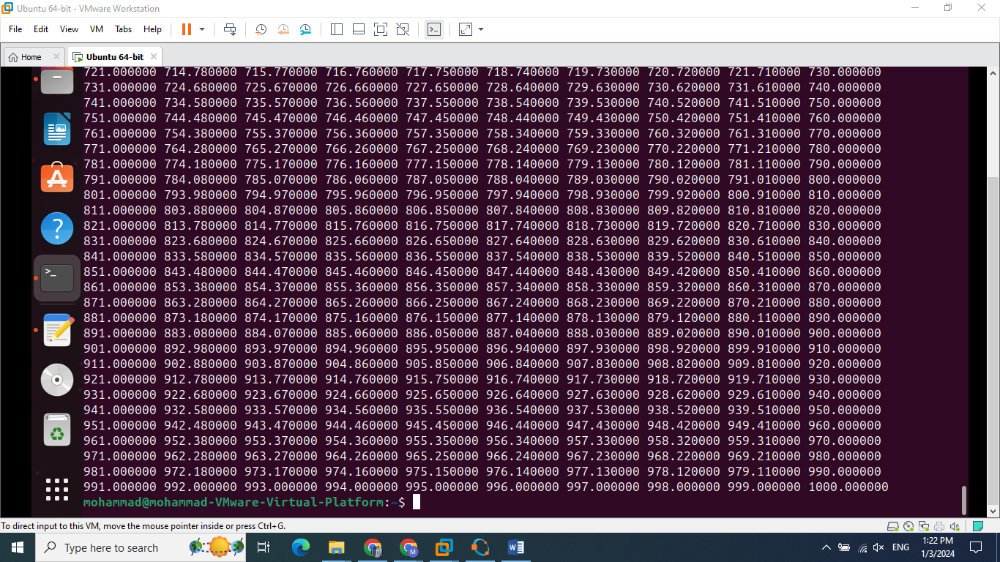 Ubuntu 64-bit - VMware Workstation
File Edit View VM Tabs Help
Home Ubuntu 64-bit
721.000000 714.780000 715.770000 716.760000 717.750000 718.740000 719.730000 720.720000 721.710000 730.000000
731.000000 724.680000 725.670000 726.660000 727.650000 728.640000 729.630000 730.620000 731.610000 740.000000
741.000000 734.580000 735.570000 736.560000 737.550000 738.540000 739.530000 740.520000 741.510000 750.000000
751.000000 744.480000 745.470000 746.460000 747.450000 748.440000 749.430000 750.420000 751.410000 760.000000
761.000000 754.380000 755.370000 756.360000 757.350000 758.340000 759.330000 760.320000 761.310000 770.000000
771.000000 764.280000 765.270000 766.260000 767.250000 768.240000 769.230000 770.220000 771.210000 780.000000
781.000000 774.180000 775.170000 776.160000 777.150000 778.140000 779.130000 780.120000 781.110000 790.000000
791.000000 784.080000 785.070000 786.060000 787.050000 788.040000 789.030000 790.020000 791.010000 800.000000
801.000000 793.980000 794.970000 795.960000 796.950000 797.940000 798.930000 799.920000 800.910000 810.000000
811.000000 803.880000 804.870000 805.860000 806.850000 807.840000 808.830000 809.820000 810.810000 820.000000
821.000000 813.780000 814.770000 815.760000 816.750000 817.740000 818.730000 819.720000 820.710000 830.000000
831.000000 823.680000 824.670000 825.660000 826.650000 827.640000 828.630000 829.620000 830.610000 840.000000
841.000000 833.580000 834.570000 835.560000 836.550000 837.540000 838.530000 839.520000 840.510000 850.000000
851.000000 843.480000 844.470000 845.460000 846.450000 847.440000 848.430000 849.420000 850.410000 860.000000
861.000000 853.380000 854.370000 855.360000 856.350000 857.340000 858.330000 859.320000 860.310000 870.000000
871.000000 863.280000 864.270000 865.260000 866.250000 867.240000 868.230000 869.220000 870.210000 880.000000
881.000000 873.180000 874.170000 875.160000 876.150000 877.140000 878.130000 879.120000 880.110000 890.000000
891.000000 883.080000 884.070000 885.060000 886.050000 887.040000 888.030000 889.020000 890.010000 900.000000
901.000000 892.980000 893.970000 894.960000 895.950000 896.940000 897.930000 898.920000 899.910000 910.000000
911.000000 902.880000 903.870000 904.860000 905.850000 906.840000 907.830000 908.820000 909.810000 920.000000
921.000000 912.780000 913.770000 914.760000 915.750000 916.740000 917.730000 918.720000 919.710000 930.000000
931.000000 922.680000 923.670000 924.660000 925.650000 926.640000 927.630000 928.620000 929.610000 940.000000
941.000000 932.580000 933.570000 934.560000 935.550000 936.540000 937.530000 938.520000 939.510000 950.000000
951.000000 942.480000 943.470000 944.460000 945.450000 946.440000 947.430000 948.420000 949.410000 960.000000
961.000000 952.380000 953.370000 954.360000 955.350000 956.340000 957.330000 958.320000 959.310000 970.000000
971.000000 962.280000 963.270000 964.260000 965.250000 966.240000 967.230000 968.220000 969.210000 980.000000
981.000000 972.180000 973.170000 974.160000 975.150000 976.140000 977.130000 978.120000 979.110000 990.000000
991.000000 992.000000 993.000000 994.000000 995.000000 996.000000 997.000000 998.000000 999.000000 1000.000000
mohammad@mohammad-VMware-Virtual-Platform:~$
To direct input to this VM, move the mouse pointer inside or press Ctrl+G.
Type here to search
ENG
1:22 PM
1/3/2024